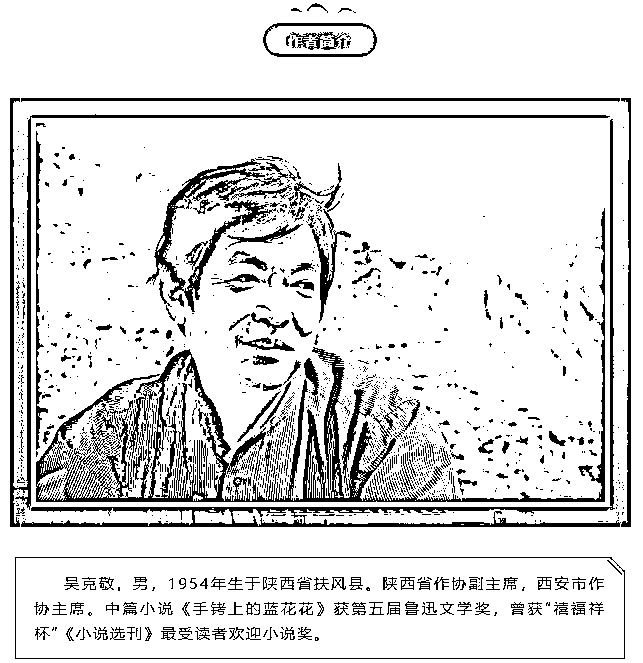 作者简介
吴克敬，男，1954年生于陕西省扶风县。陕西省作协副主席，西安市作
协主席。中篇小说《手铐上的蓝花花》获第五届鲁迅文学奖，曾获“禧福祥
杯”《小说选刊》最受读者欢迎小说奖。